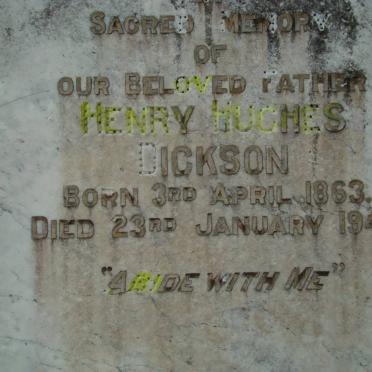 SACRED MEMORY
OF
OUR BELOVED FATHER
HENRY HUGHES
DICKSON
BORN 3RD APRIL 1863.
DIED 23RD JANUARY
"ABIDE WITH ME"